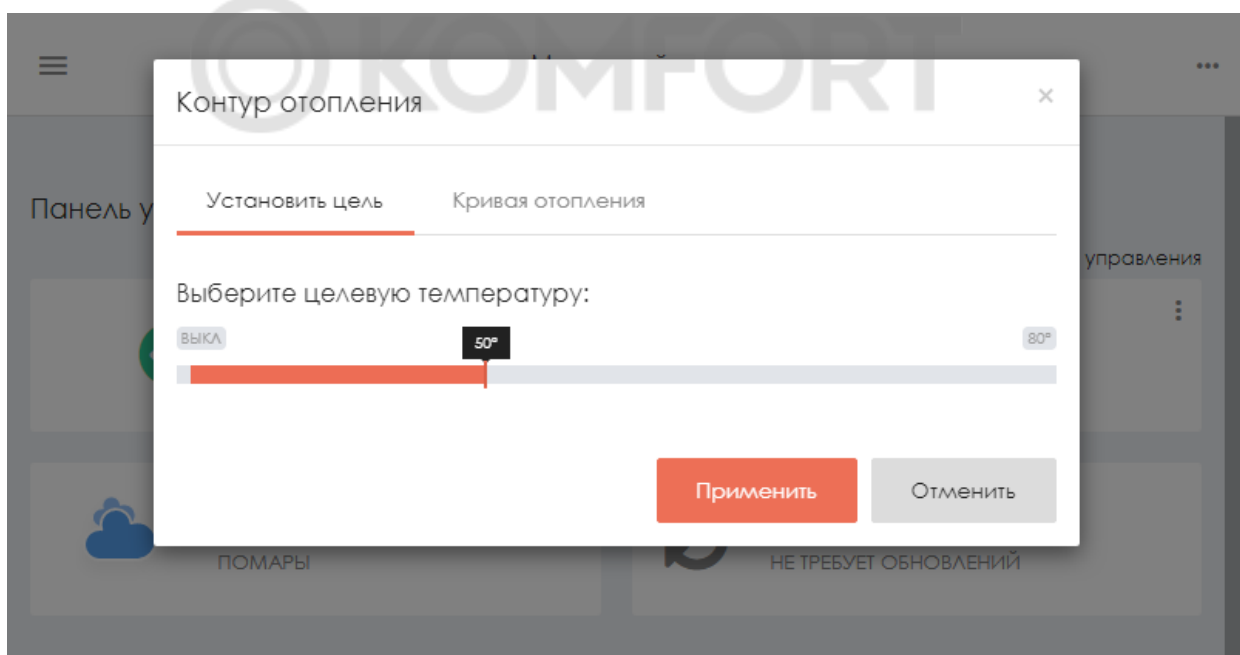 KOMFORT
Контур отопления
×
Панель у
Установить цель Кривая отопления
управления
Выберите целевую температуру:
ВЫКЛ 50° 80°
Применить Отменить
ПОМАРЫ НЕ ТРЕБУЕТ ОБНОВЛЕНИЙ